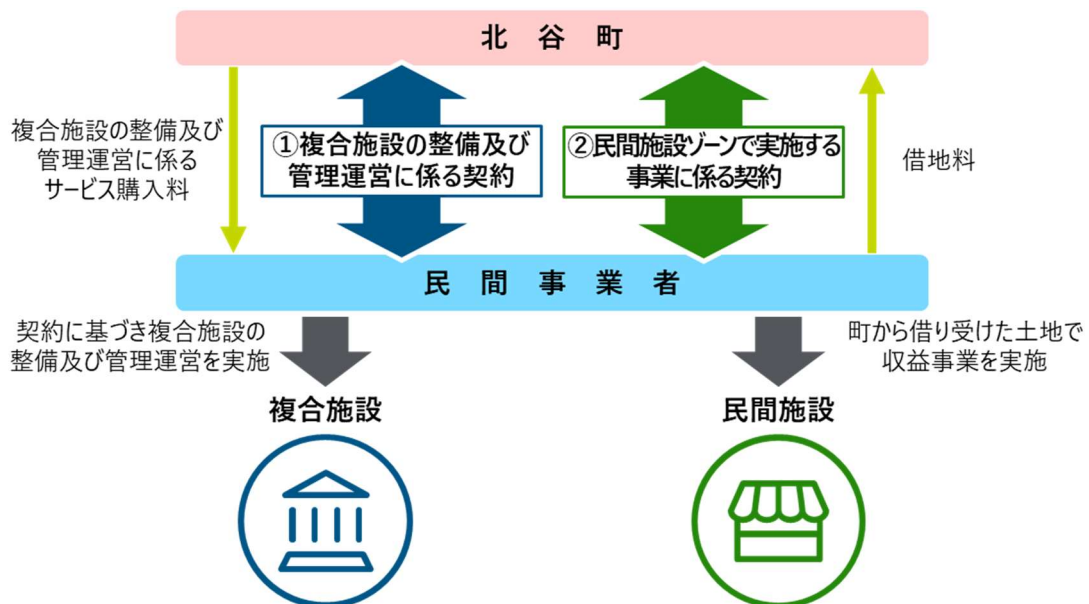 北谷町
複合施設の整備及び
管理運営に係る
サービス購入料
①複合施設の整備及び
管理運営に係る契約
②民間施設ゾーンで実施する
事業に係る契約
借地料
民間事業者
契約に基づき複合施設の
整備及び管理運営を実施
町から借り受けた土地で
収益事業を実施
複合施設
民間施設